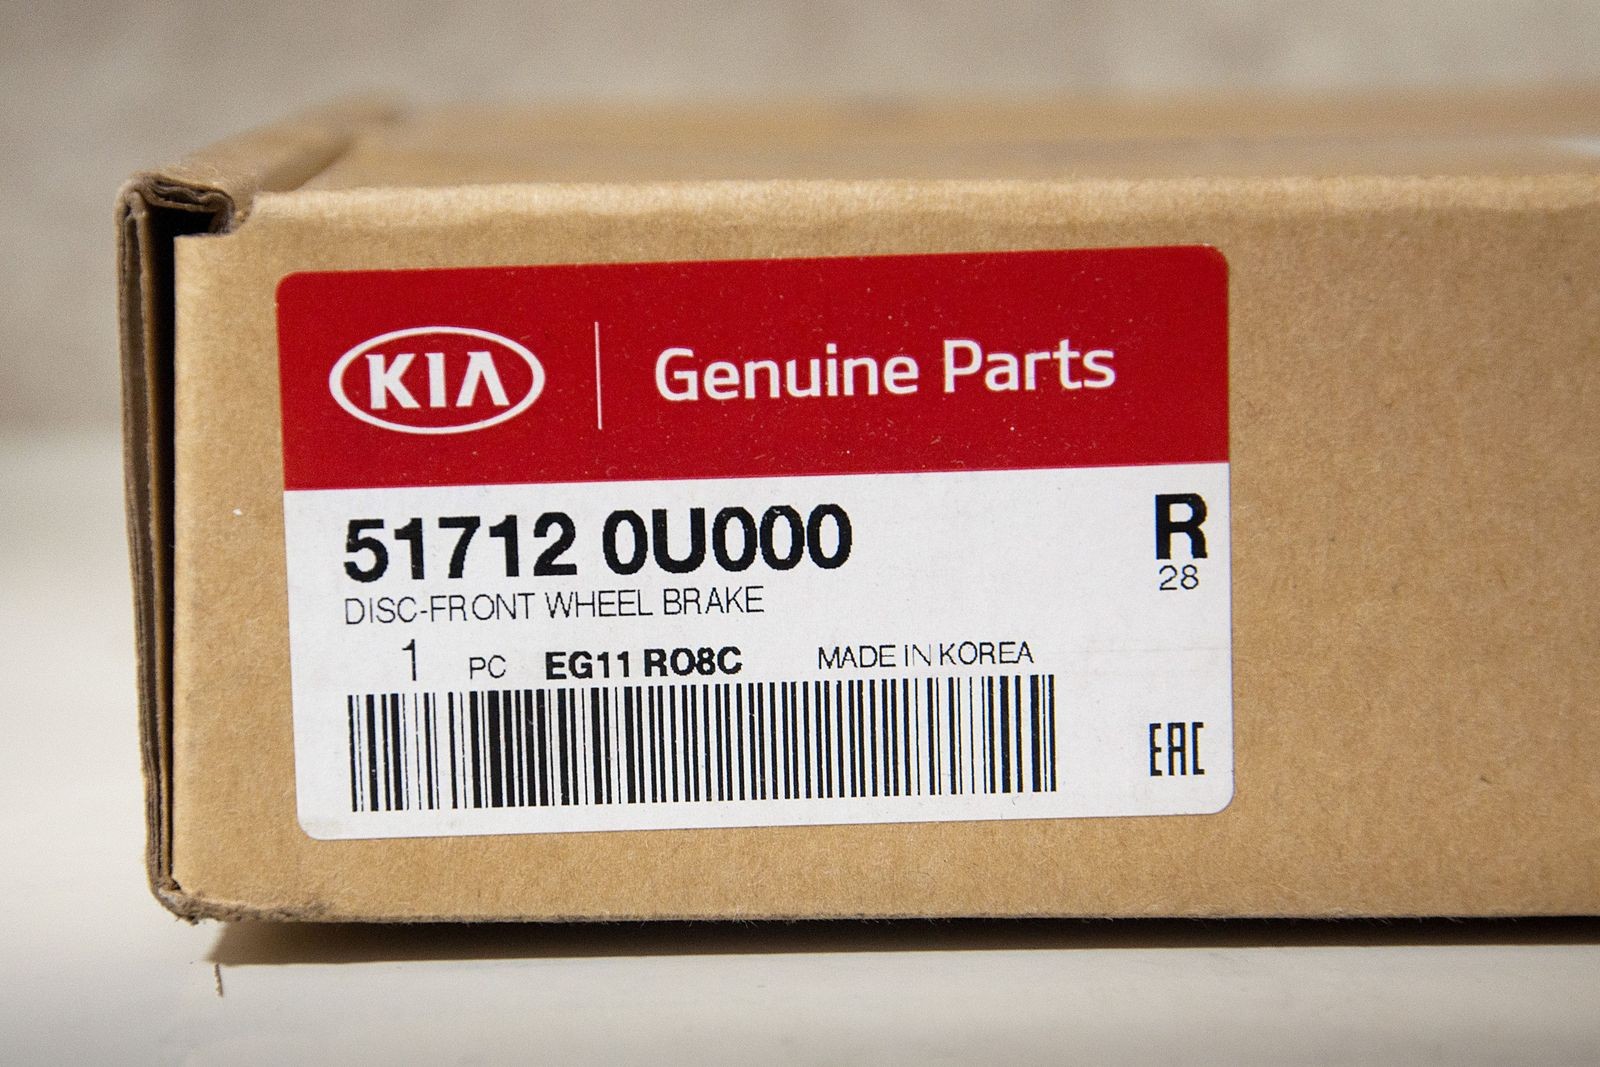 KIA Genuine Parts
51712 0U000 R
28
DISC-FRONT WHEEL BRAKE
1 PC EG11 RO8C MADE IN KOREA
EAC